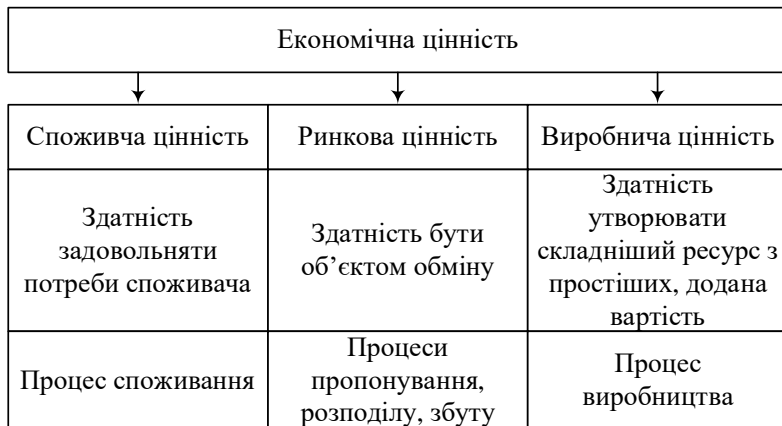 Економічна цінність
Споживча цінність
Ринкова цінність
Виробнича цінність
Здатність
задовольняти
потреби споживача
Здатність бути
об’єктом обміну
Здатність
утворювати
складніший ресурс з
простіших, додана
вартість
Процес споживання
Процеси
пропонування,
розподілу, збуту
Процес
виробництва